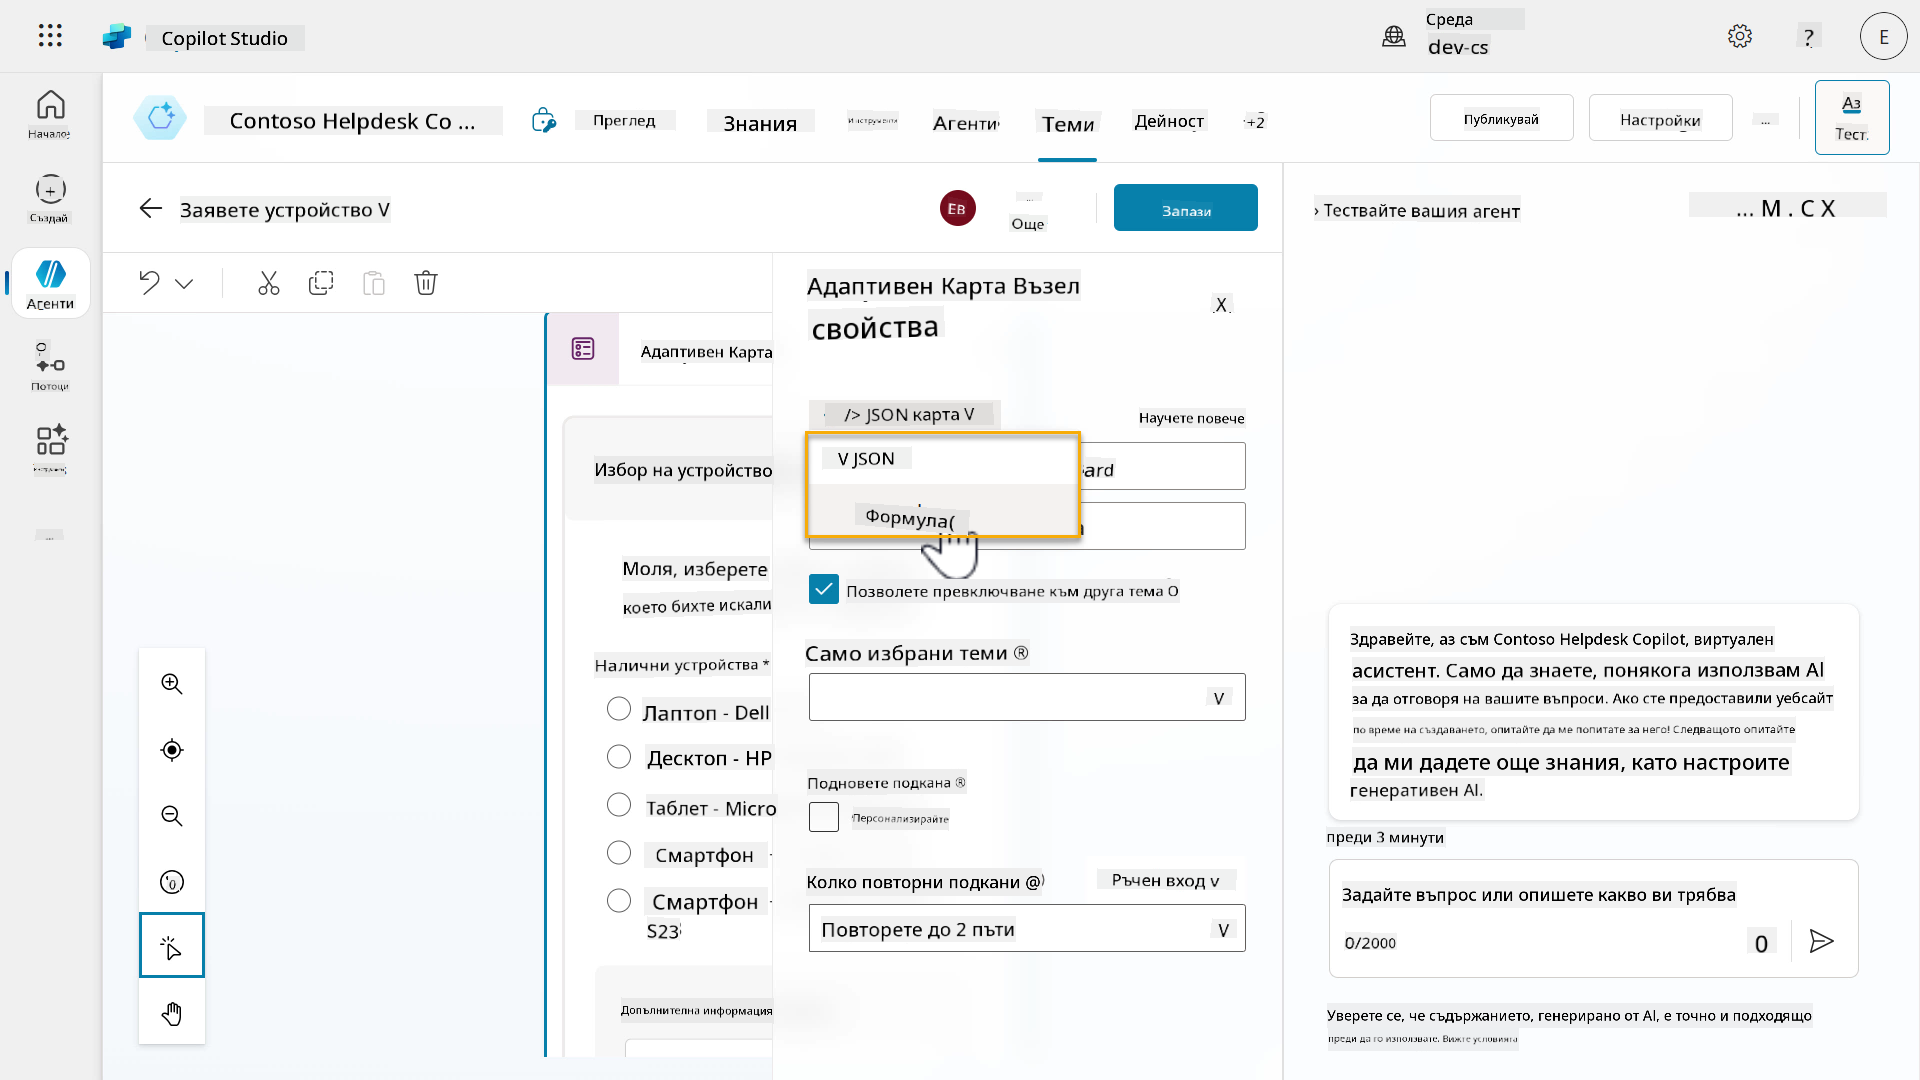 Copilot Studio
Среда
dev-cs
?
E
Начало
Създай
Агенти
Потоци
Contoso Helpdesk Co ...
Преглед
Знания
Инструменти
Агенти
Теми
Дейност
+2
Публикувай
Настройки
...
Аз
Тест
Заявете устройство V
EB
...
Още
Запази
Адаптивен Карта
Избор на устройство
Моля, изберете
което бихте искали
Налични устройства *
Лаптоп - Dell
Десктоп - HP
Таблет - Micro
Смартфон
Смартфон -
S23
Допълнителна информация
Адаптивен Карта Възел
свойства
X
/> JSON карта V
Научете повече
V JSON
ard
Формула(
Позволете превключване към друга тема O
Само избрани теми ®
V
Подновете подкана ®
Персонализирайте
Колко повторни подкани @
Ръчен вход v
Повторете до 2 пъти
V
› Тествайте вашия агент
... M . C X
Здравейте, аз съм Contoso Helpdesk Copilot, виртуален
асистент. Само да знаете, понякога използвам AI
за да отговоря на вашите въпроси. Ако сте предоставили уебсайт
по време на създаването, опитайте да ме попитате за него! Следващото опитайте
да ми дадете още знания, като настроите
генеративен AI.
преди 3 минути
Задайте въпрос или опишете какво ви трябва
0/2000
0
Уверете се, че съдържанието, генерирано от AI, е точно и подходящо
преди да го използвате. Вижте условията